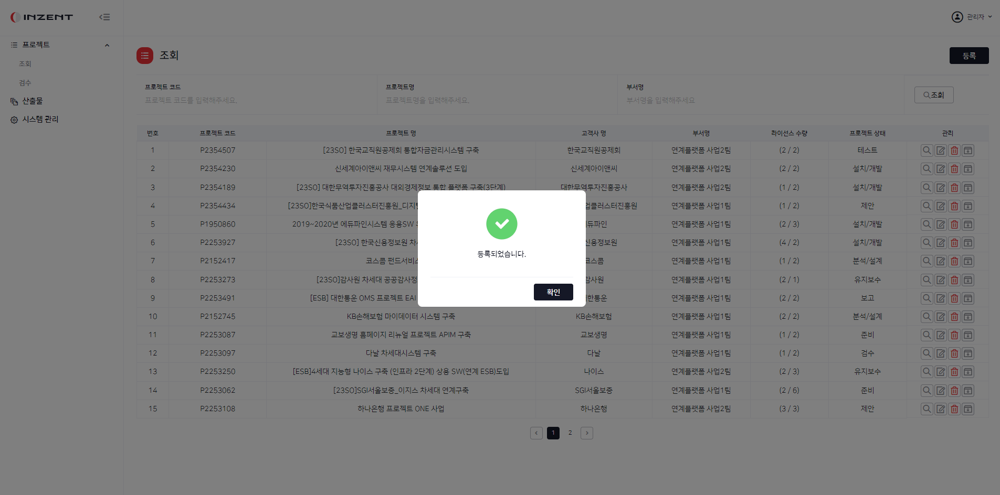 INZENT
관리자
프로젝트
조회
검수
산출물
시스템 관리
조회
등록
프로젝트 코드
프로젝트 코드를 입력해주세요.
프로젝트명
프로젝트명을 입력해주세요.
부서명
부서명을 입력해주세요
조회
번호 프로젝트 코드 프로젝트 명 고객사 명 부서명 라이선스 수량 프로젝트 상태 관리
1 P2354507 [23SO] 한국교직원공제회 통합자금관리시스템 구축 한국교직원공제회 연계플랫폼 사업2팀 (2 / 2) 테스트
2 P2354230 신세계아이앤씨 재무시스템 연계솔루션 도입 신세계아이앤씨 연계플랫폼 사업2팀 (2 / 2) 설치/개발
3 P2354189 [23SO] 대한무역투자진흥공사 대외경제정보 통합 플랫폼 구축(3단계) 대한무역투자진흥공사 연계플랫폼 사업2팀 (1 / 2) 설치/개발
4 P2354434 [23SO]한국식품산업클러스터진흥원_디지털 업클러스터진흥원 연계플랫폼 사업1팀 (1 / 2) 제안
5 P1950860 2019~2020년 에듀파인시스템 응용SW 듀파인 연계플랫폼 사업1팀 (2 / 3) 설치/개발
6 P2253927 [23SO] 한국신용정보원 차세 신용정보원 연계플랫폼 사업1팀 (4 / 2) 설치/개발
7 P2152417 코스콤 펀드서비스 코스콤 연계플랫폼 사업1팀 (1 / 2) 분석/설계
8 P2253273 [23SO]감사원 차세대 공공감사정 감사원 연계플랫폼 사업1팀 (2 / 1) 유지보수
9 P2253491 [ESB] 대한통운 OMS 프로젝트 EAI 한통운 연계플랫폼 사업1팀 (2 / 2) 보고
10 P2152745 KB손해보험 마이데이터 시스템 구축 KB손해보험 연계플랫폼 사업1팀 (2 / 2) 분석/설계
11 P2253087 교보생명 홈페이지 리뉴얼 프로젝트 APIM 구축 교보생명 연계플랫폼 사업1팀 (1 / 2) 준비
12 P2253097 다날 차세대시스템 구축 다날 연계플랫폼 사업1팀 (1 / 2) 검수
13 P2253250 [ESB]4세대 지능형 나이스 구축 (인프라 2단계) 상용 SW(연계 ESB)도입 나이스 연계플랫폼 사업2팀 (2 / 3) 유지보수
14 P2253062 [23SO]SGI서울보증_이지스 차세대 연계구축 SGI서울보증 연계플랫폼 사업1팀 (2 / 6) 준비
15 P2253108 하나은행 프로젝트 ONE 사업 하나은행 연계플랫폼 사업2팀 (3 / 3) 제안
등록되었습니다.
확인
1 2